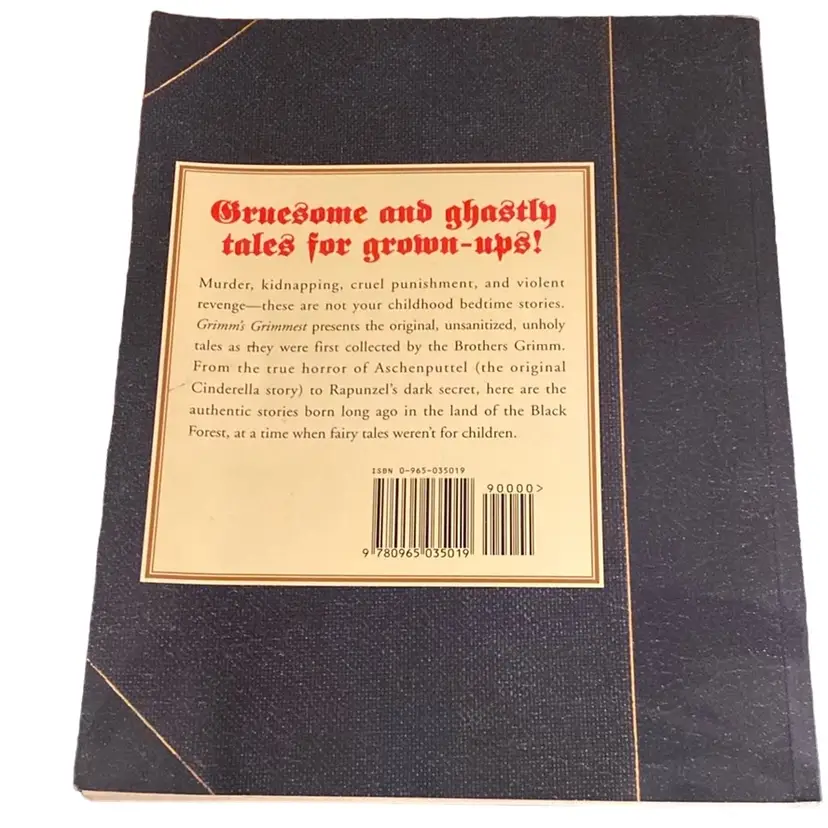 Gruesome and ghastly
tales for grown-ups!
Murder, kidnapping, cruel punishment, and violent
revenge—these are not your childhood bedtime stories.
Grimm's Grimmest presents the original, unsanitized, unholy
tales as they were first collected by the Brothers Grimm.
From the true horror of Aschenputtel (the original
Cinderella story) to Rapunzel's dark secret, here are the
authentic stories born long ago in the land of the Black
Forest, at a time when fairy tales weren't for children.
ISBN 0-965-035019
90000>
9 780965 035019